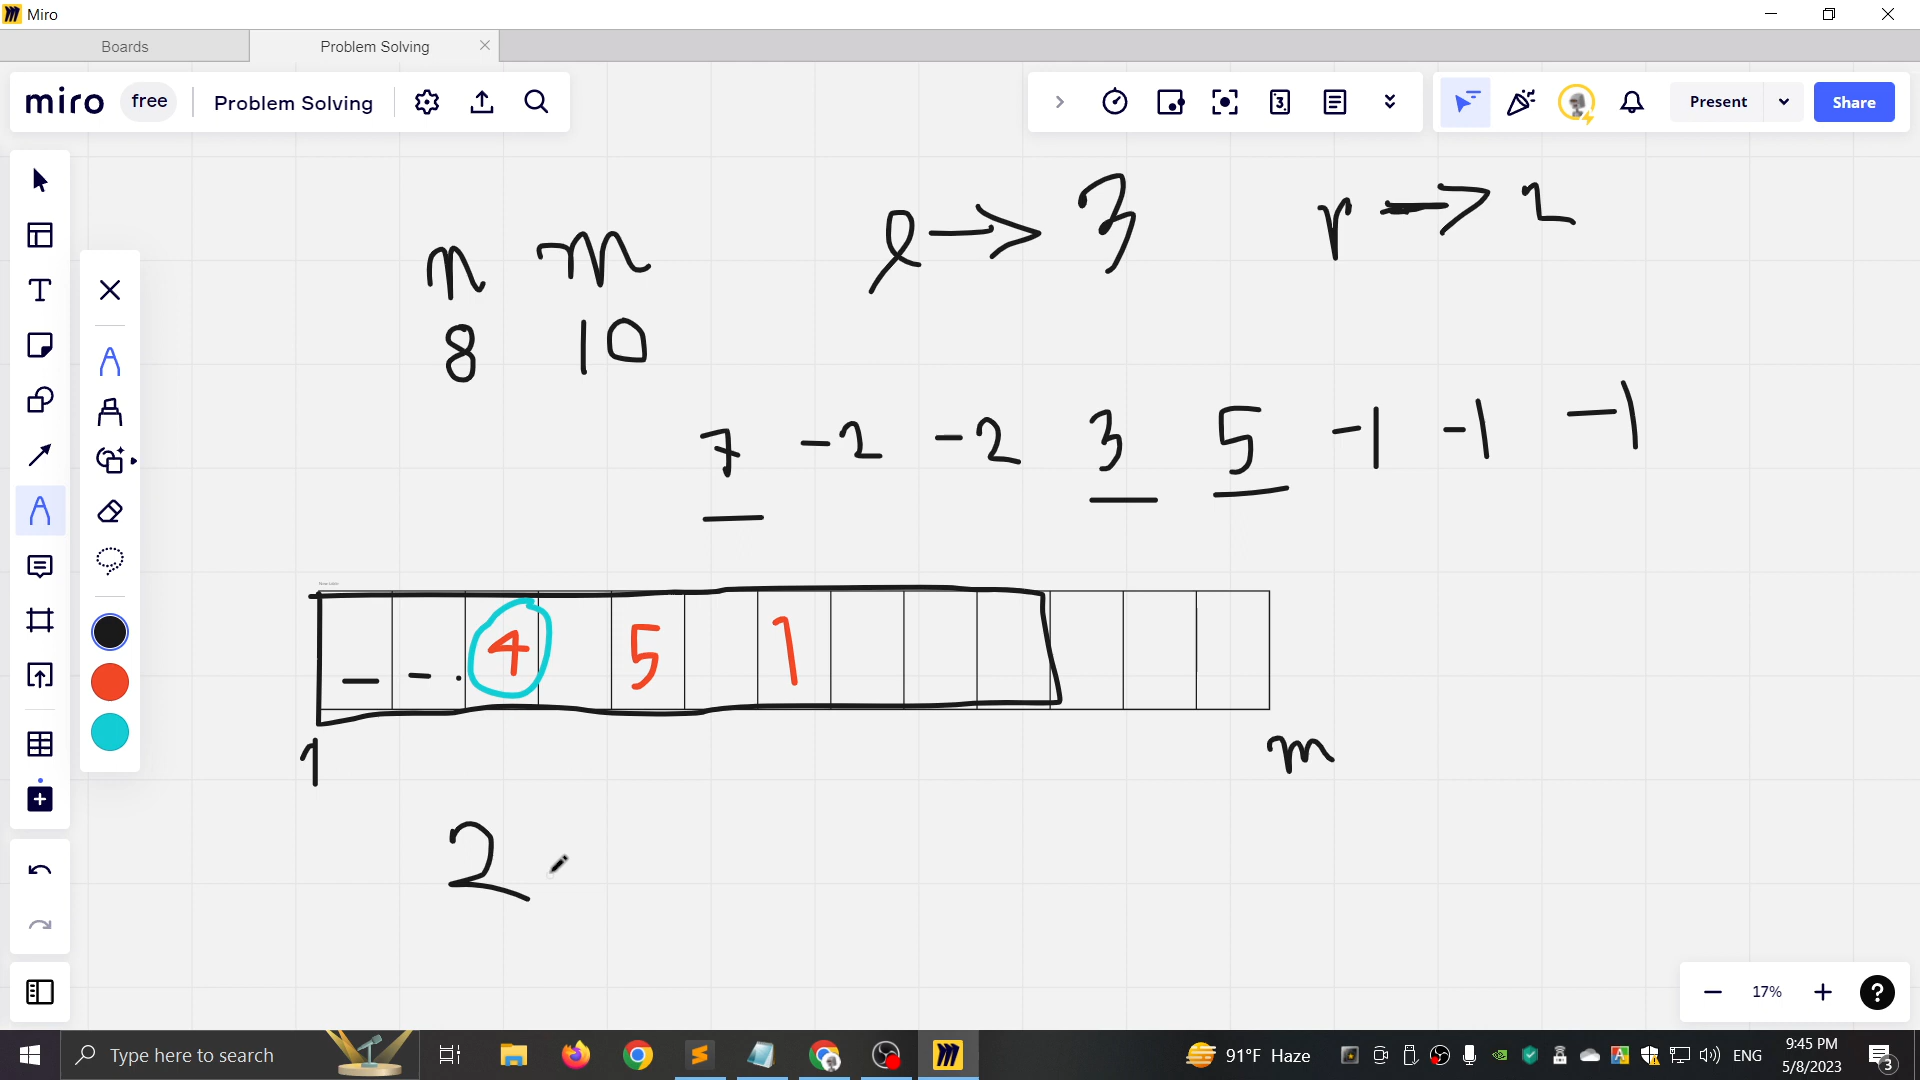 Miro
Boards
Problem Solving
miro free Problem Solving
3
Present
Share
n m
l → 3
r → 2
8 10
7 -2 -2 3 5 -1 -1 -1
4 5 1
1 m
2
17%
?
Type here to search
91°F Haze
ENG
9:45 PM
5/8/2023
3